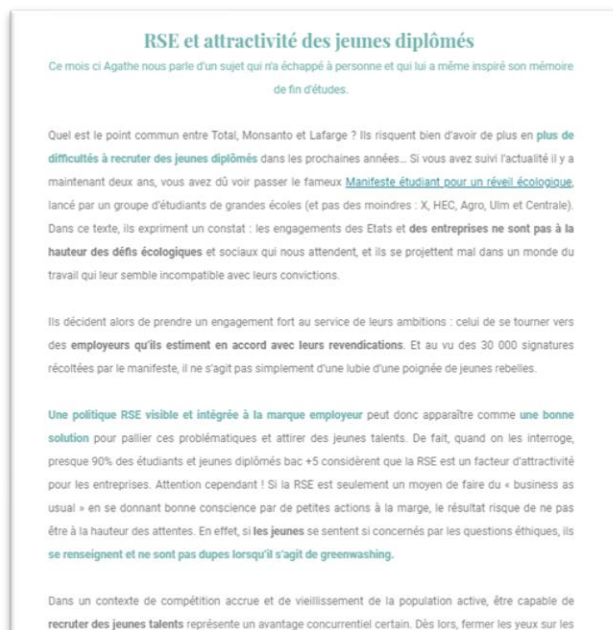 RSE et attractivité des jeunes diplômés
Ce mois ci Agathe nous parle d'un sujet qui n'a échappé à personne et qui lui a même inspiré son mémoire
de fin d'études.
Quel est le point commun entre Total, Monsanto et Lafarge ? Ils risquent bien d'avoir de plus en plus de
difficultés à recruter des jeunes diplômés dans les prochaines années... Si vous avez suivi l'actualité il y a
maintenant deux ans, vous avez dû voir passer le fameux Manifeste étudiant pour un réveil écologique,
lancé par un groupe d'étudiants de grandes écoles (et pas des moindres : X, HEC, Agro, Ulm et Centrale).
Dans ce texte, ils expriment un constat : les engagements des Etats et des entreprises ne sont pas à la
hauteur des défis écologiques et sociaux qui nous attendent, et ils se projettent mal dans un monde du
travail qui leur semble incompatible avec leurs convictions.
Ils décident alors de prendre un engagement fort au service de leurs ambitions : celui de se tourner vers
des employeurs qu'ils estiment en accord avec leurs revendications. Et au vu des 30 000 signatures
récoltées par le manifeste, il ne s'agit pas simplement d'une lubie d'une poignée de jeunes rebelles.
Une politique RSE visible et intégrée à la marque employeur peut donc apparaître comme une bonne
solution pour pallier ces problématiques et attirer des jeunes talents. De fait, quand on les interroge,
presque 90% des étudiants et jeunes diplômés bac +5 considèrent que la RSE est un facteur d'attractivité
pour les entreprises. Attention cependant ! Si la RSE est seulement un moyen de faire du « business as
usual » en se donnant bonne conscience par de petites actions à la marge, le résultat risque de ne pas
être à la hauteur des attentes. En effet, si les jeunes se sentent si concernés par les questions éthiques, ils
se renseignent et ne sont pas dupes lorsqu'il s'agit de greenwashing.
Dans un contexte de compétition accrue et de vieillissement de la population active, être capable de
recruter des jeunes talents représente un avantage concurrentiel certain. Dès lors, fermer les yeux sur les